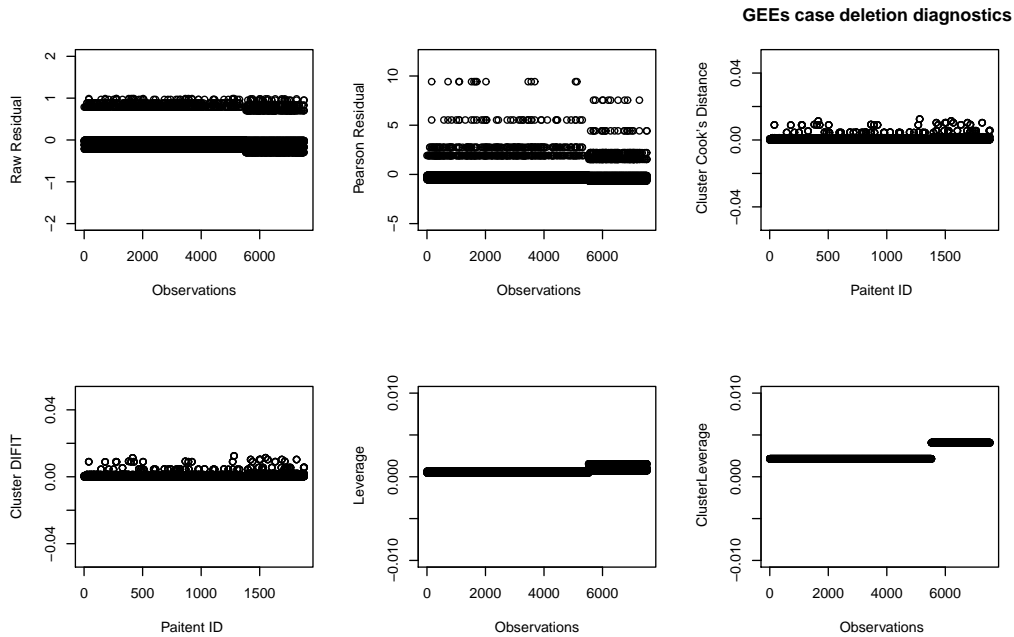 GEEs case deletion diagnostics
Raw Residual
2
1
0
−1
−2
0 2000 4000 6000
Observations
Pearson Residual
10
5
0
−5
0 2000 4000 6000
Observations
Cluster Cook's Distance
0.04
0.00
−0.04
0 500 1000 1500
Paitent ID
Cluster DIFIT
0.04
0.00
−0.04
0 500 1000 1500
Paitent ID
Leverage
0.010
0.000
−0.010
0 2000 4000 6000
Observations
ClusterLeverage
0.010
0.000
−0.010
0 2000 4000 6000
Observations